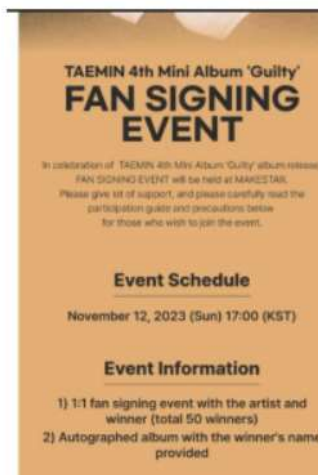 TAEMIN 4th Mini Album 'Guilty'
FAN SIGNING
EVENT
In celebration of TAEMIN 4th Mini Album 'Guilty' album release,
FAN SIGNING EVENT will be held at MAKESTAR.
Please give lot of support, and please carefully read the
participation guide and precautions below
for those who wish to join the event.
Event Schedule
November 12, 2023 (Sun) 17:00 (KST)
Event Information
1) 1:1 fan signing event with the artist and
winner (total 50 winners)
2) Autographed album with the winner's name
provided